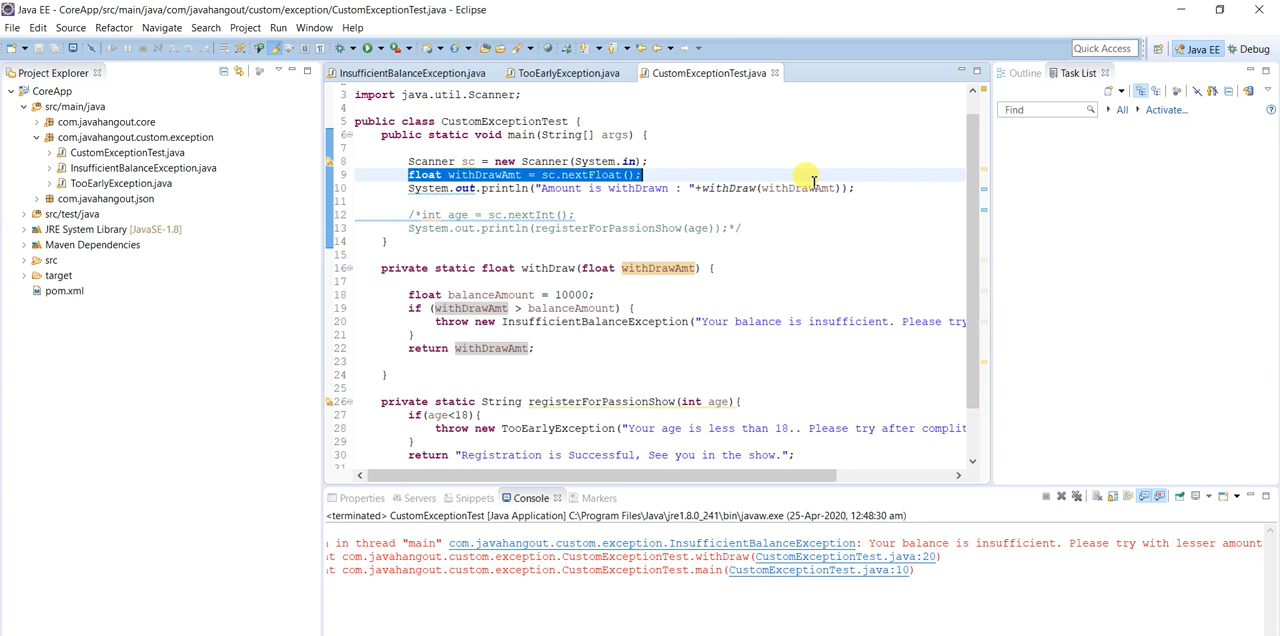 Java EE - CoreApp/src/main/java/com/javahangout/custom/exception/CustomExceptionTest.java - Eclipse
File Edit Source Refactor Navigate Search Project Run Window Help
Quick Access Java EE Debug
Project Explorer
CoreApp
src/main/java
com.javahangout.core
com.javahangout.custom.exception
CustomExceptionTest.java
InsufficientBalanceException.java
TooEarlyException.java
com.javahangout.json
src/test/java
JRE System Library [JavaSE-1.8]
Maven Dependencies
src
target
pom.xml
InsufficientBalanceException.java TooEarlyException.java CustomExceptionTest.java
3 import java.util.Scanner;
4
5 public class CustomExceptionTest {
6 public static void main(String[] args) {
7
8 Scanner sc = new Scanner(System.in);
9 float withDrawAmt = sc.nextFloat();
10 System.out.println("Amount is withDrawn : "+withDraw(withDrawAmt));
11
12 /*int age = sc.nextInt();
13 System.out.println(registerForPassionShow(age));*/
14 }
15
16 private static float withDraw(float withDrawAmt) {
17
18 float balanceAmount = 10000;
19 if (withDrawAmt > balanceAmount) {
20 throw new InsufficientBalanceException("Your balance is insufficient. Please try
21 }
22 return withDrawAmt;
23
24 }
25
26 private static String registerForPassionShow(int age){
27 if(age<18){
28 throw new TooEarlyException("Your age is less than 18.. Please try after complit
29 }
30 return "Registration is Successful, See you in the show.";
31
Outline Task List
Find All Activate...
Properties Servers Snippets Console Markers
<terminated> CustomExceptionTest [Java Application] C:\Program Files\Java\jre1.8.0_241\bin\javaw.exe (25-Apr-2020, 12:48:30 am)
in thread "main" com.javahangout.custom.exception.InsufficientBalanceException: Your balance is insufficient. Please try with lesser amount
t com.javahangout.custom.exception.CustomExceptionTest.withDraw(CustomExceptionTest.java:20)
t com.javahangout.custom.exception.CustomExceptionTest.main(CustomExceptionTest.java:10)